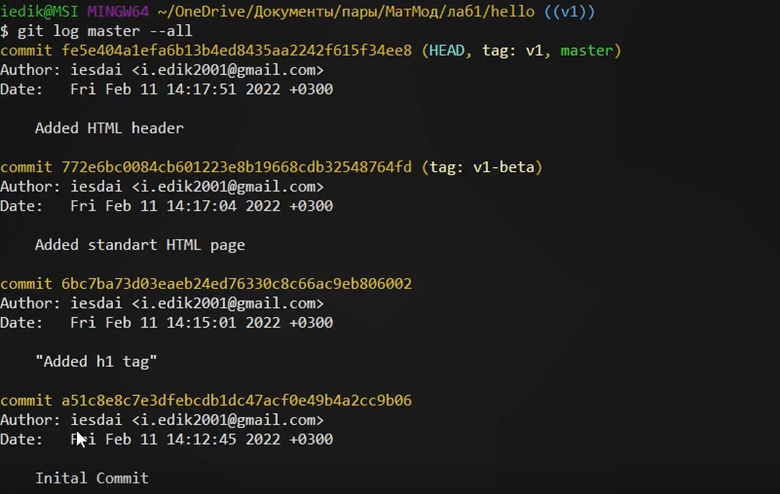 iedik@MSI MINGW64 ~/OneDrive/Документы/пары/МатМод/лаб1/hello ((v1))
$ git log master --all
commit fe5e404a1efa6b13b4ed8435aa2242f615f34ee8 (HEAD, tag: v1, master)
Author: iesdai <i.edik2001@gmail.com>
Date:   Fri Feb 11 14:17:51 2022 +0300
Added HTML header
commit 772e6bc0084cb601223e8b19668cdb32548764fd (tag: v1-beta)
Author: iesdai <i.edik2001@gmail.com>
Date:   Fri Feb 11 14:17:04 2022 +0300
Added standart HTML page
commit 6bc7ba73d03eaeb24ed76330c8c66ac9eb806002
Author: iesdai <i.edik2001@gmail.com>
Date:   Fri Feb 11 14:15:01 2022 +0300
"Added h1 tag"
commit a51c8e8c7e3dfebcdb1dc47acf0e49b4a2cc9b06
Author: iesdai <i.edik2001@gmail.com>
Date:   Fri Feb 11 14:12:45 2022 +0300
Inital Commit